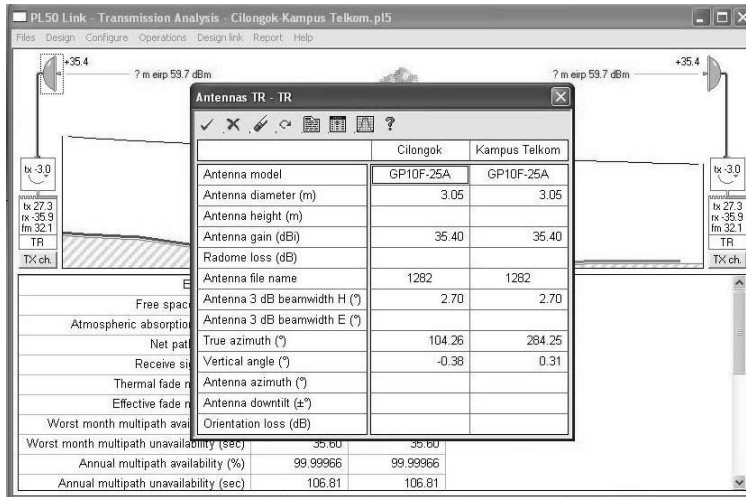 PL50 Link - Transmission Analysis - Cilongok-Kampus Telkom.pl5
Files Design Configure Operations Design link Report Help
+35.4
? m eirp 59.7 dBm
? m eirp 59.7 dBm
+35.4
tx -3.0
tx 27.3
rx -35.9
fm 32.1
TR
TX ch.
tx -3.0
tx 27.3
rx -35.9
fm 32.1
TR
TX ch.
Antennas TR - TR
?
Cilongok Kampus Telkom
Antenna model GP10F-25A GP10F-25A
Antenna diameter (m) 3.05 3.05
Antenna height (m)
Antenna gain (dBi) 35.40 35.40
Radome loss (dB)
Antenna file name 1282 1282
Antenna 3 dB beamwidth H (°) 2.70 2.70
Antenna 3 dB beamwidth E (°)
True azimuth (°) 104.26 284.25
Vertical angle (°) -0.38 0.31
Antenna azimuth (°)
Antenna downtilt (±°)
Orientation loss (dB)
E
Free spac
Atmospheric absorption
Net pat
Receive si
Thermal fade
Effective fade
Worst month multipath avai
Worst month multipath unavailability (sec) 35.60 35.60
Annual multipath availability (%) 99.99966 99.99966
Annual multipath unavailability (sec) 106.81 106.81